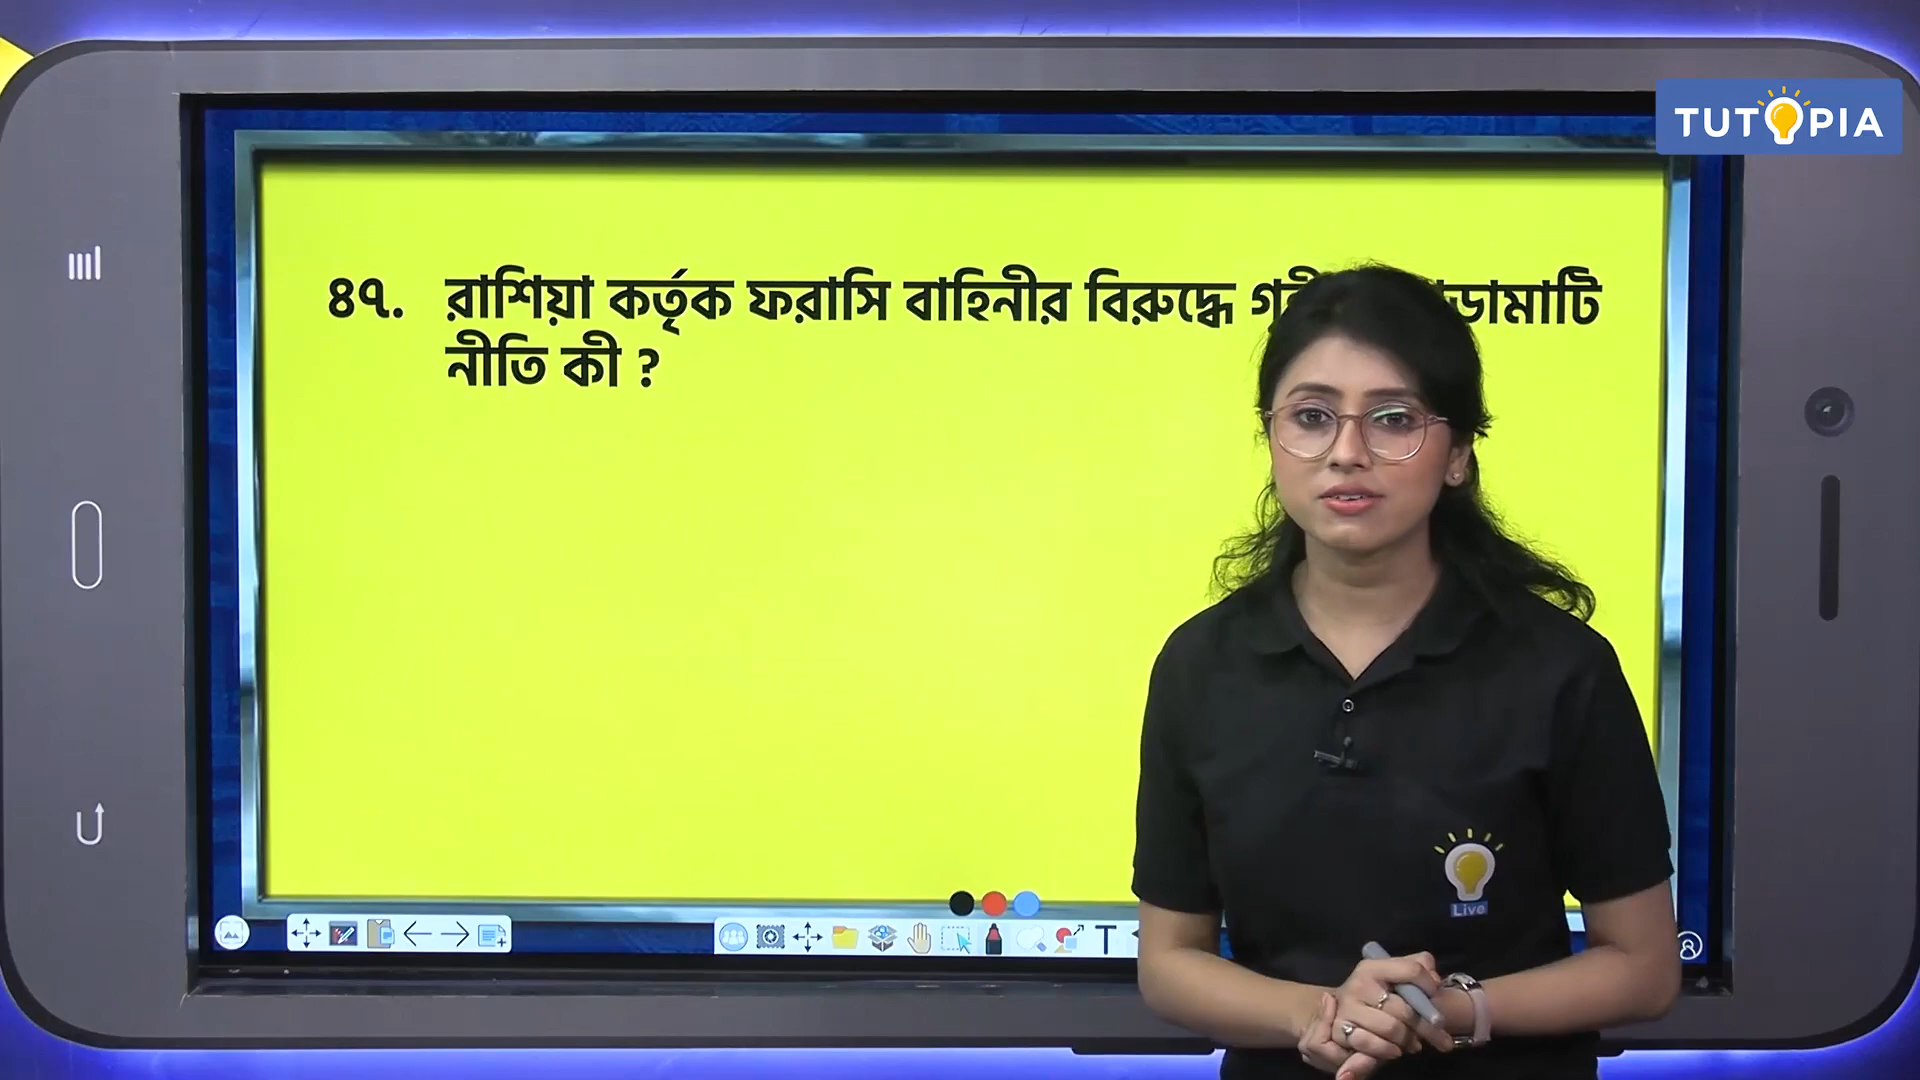 TUTOPIA
৪৭. রাশিয়া কর্তৃক ফরাসি বাহিনীর বিরুদ্ধে
নীতি কী ?
Live